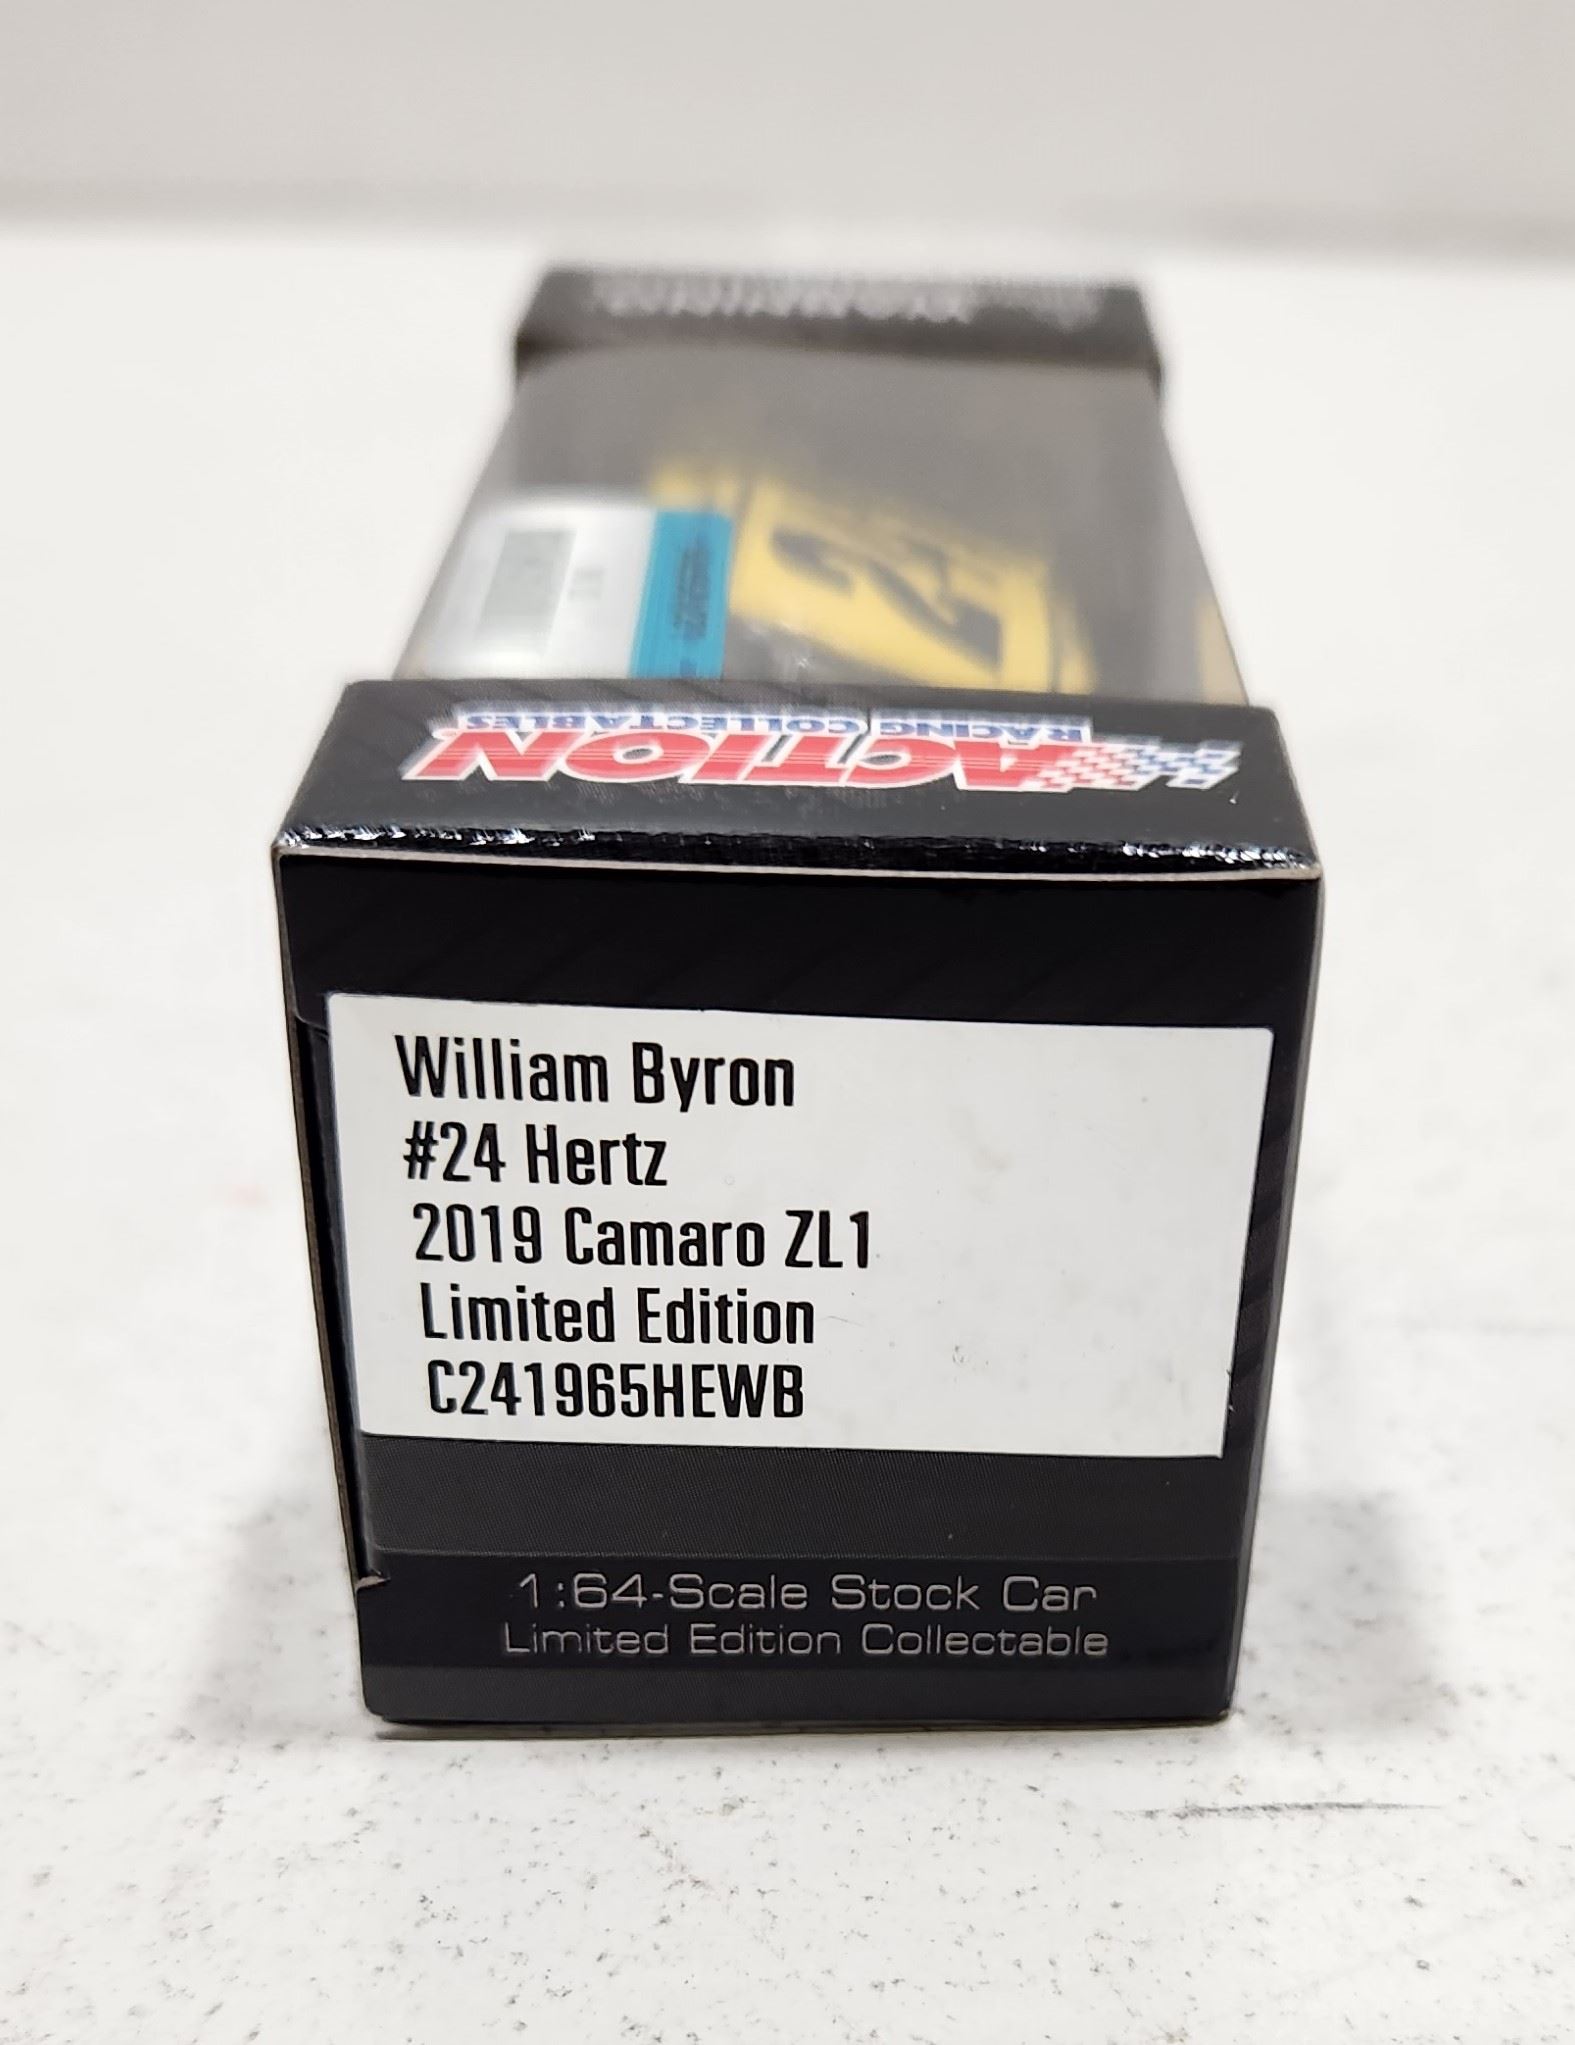 ACTION
RACING COLLECTABLES
William Byron
#24 Hertz
2019 Camaro ZL1
Limited Edition
C241965HEWB
1:64-Scale Stock Car
Limited Edition Collectable